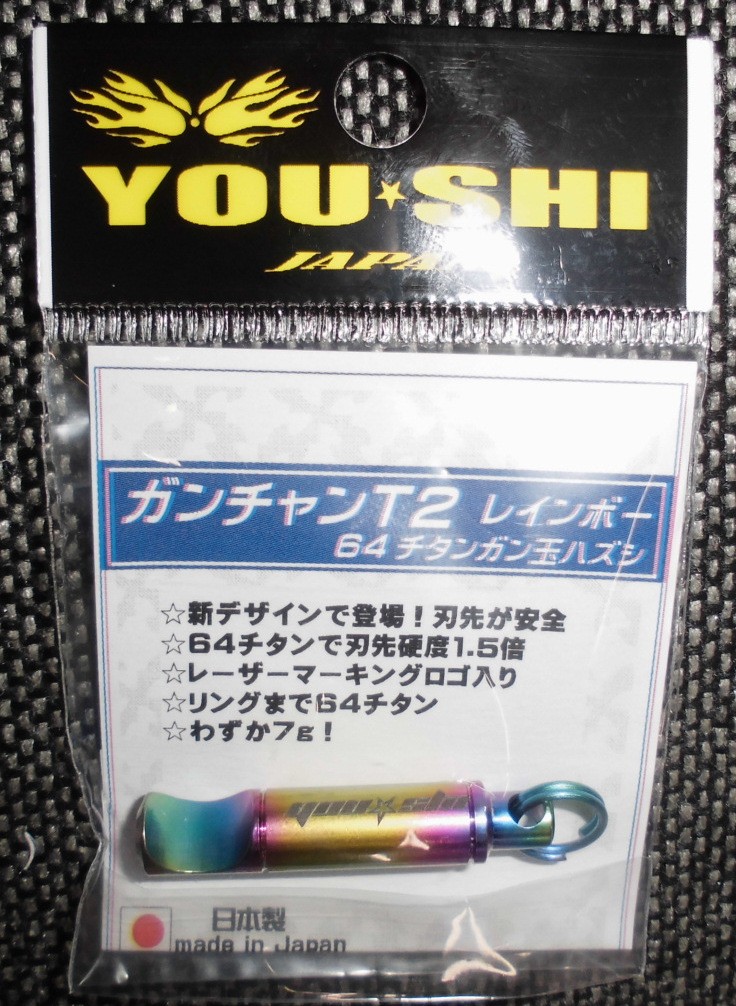 YOU★SHI
JAPAN
ガンチャンT2 レインボー
64チタンガン玉ハズシ
☆新デザインで登場！刃先が安全
☆64チタンで刃先硬度1.5倍
☆レーザーマーキングロゴ入り
☆リングまで64チタン
☆わずか7g！
you★shi
日本製
made in Japan